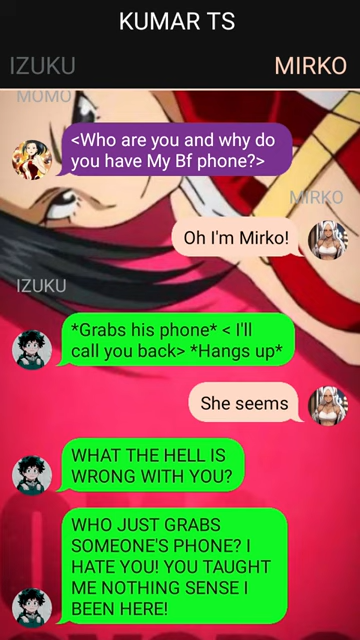 KUMAR TS
IZUKU
MIRKO
MOMO
<Who are you and why do
you have My Bf phone?>
MIRKO
Oh I'm Mirko!
IZUKU
*Grabs his phone* < I'll
call you back> *Hangs up*
She seems
WHAT THE HELL IS
WRONG WITH YOU?
WHO JUST GRABS
SOMEONE'S PHONE? I
HATE YOU! YOU TAUGHT
ME NOTHING SENSE I
BEEN HERE!